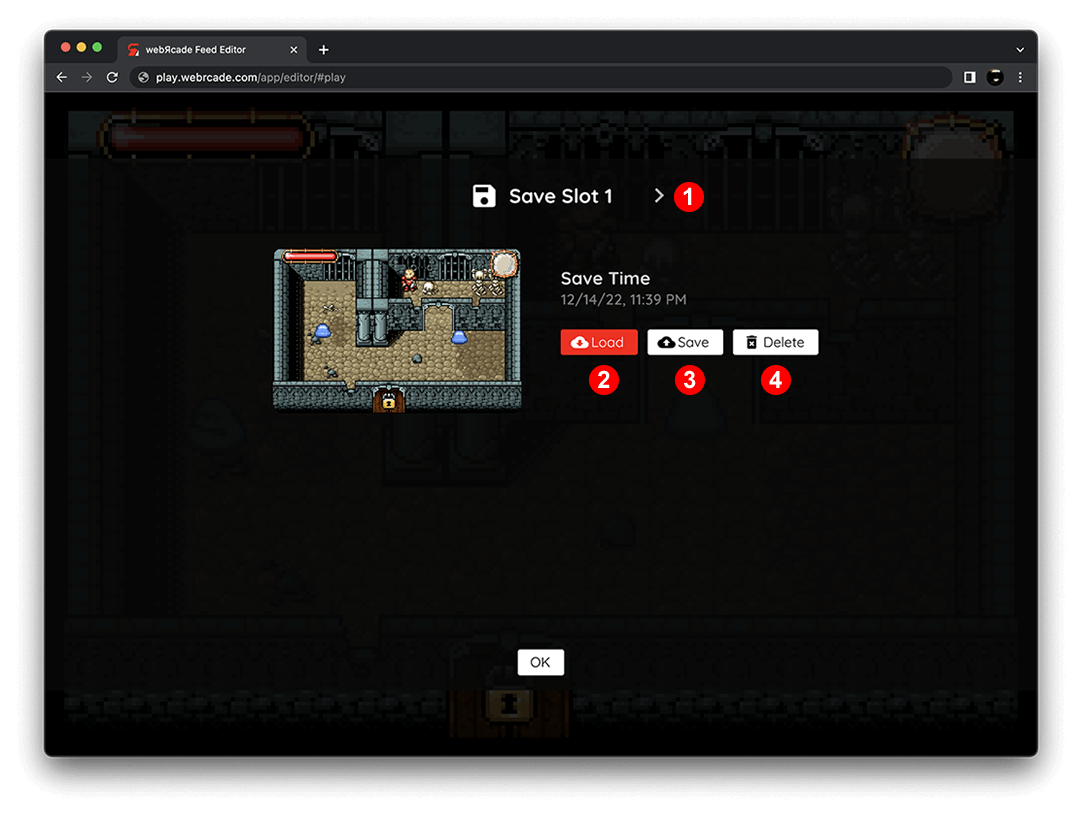 webЯcade Feed Editor
play.webrcade.com/app/editor/#play
Save Slot 1
1
Save Time
12/14/22, 11:39 PM
Load Save Delete
2 3 4
OK